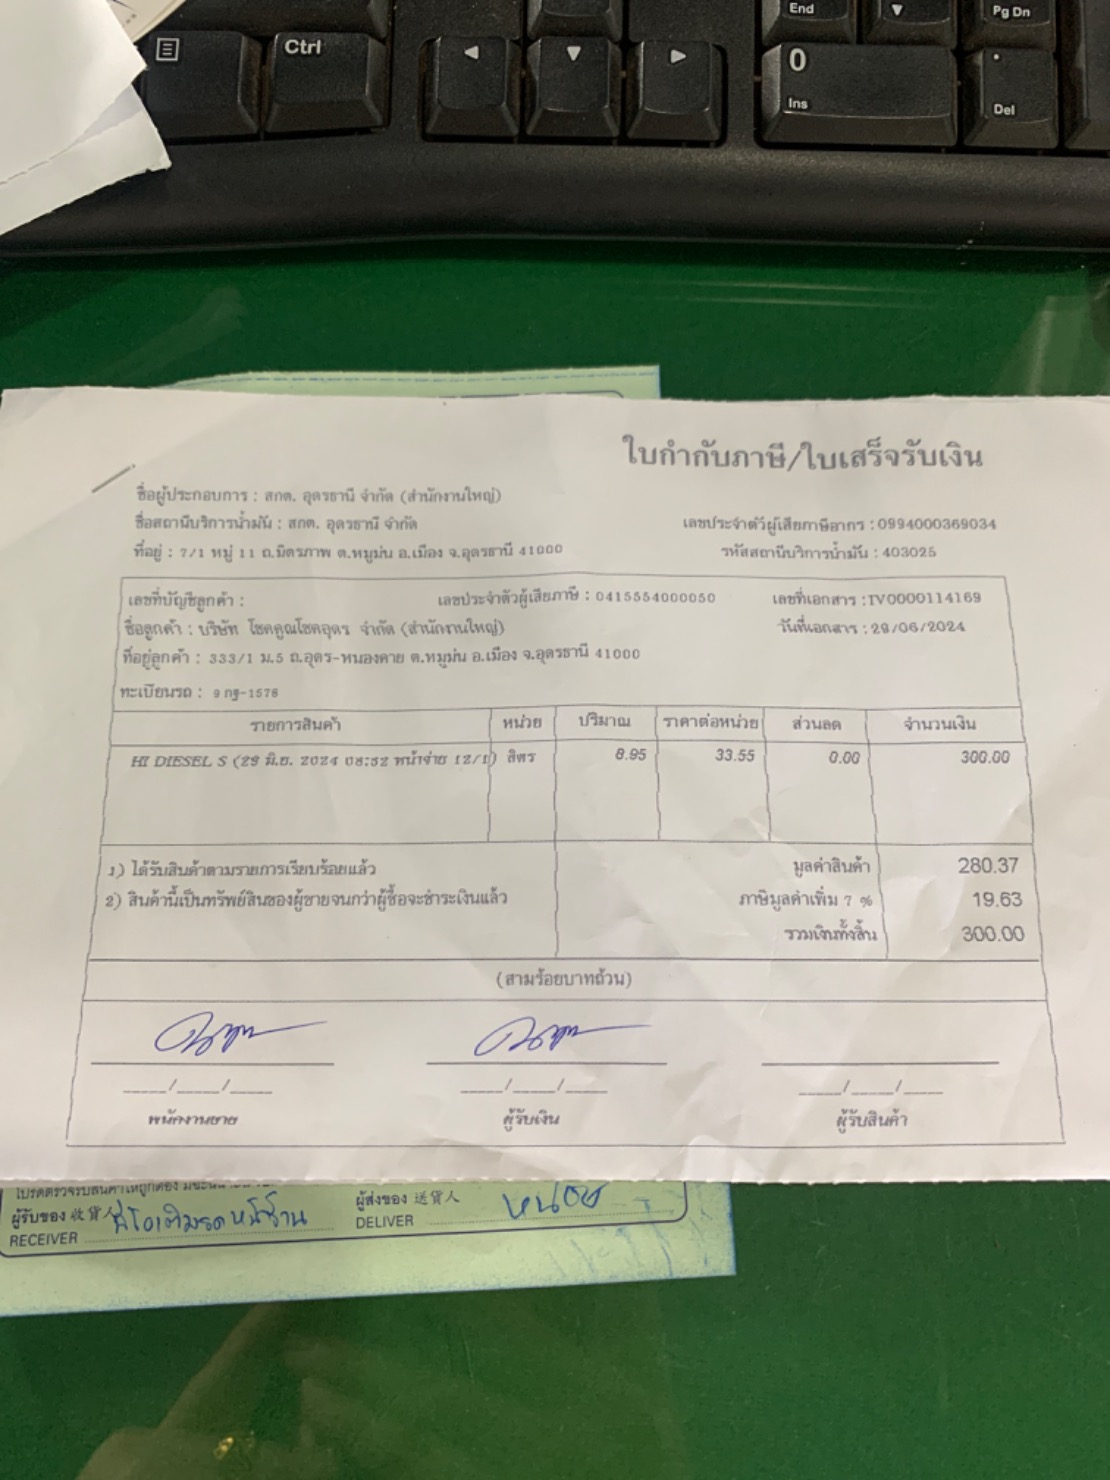 Ctrl
End
Pg Dn
0
Ins
.
Del
ใบกำกับภาษี/ใบเสร็จรับเงิน
ชื่อผู้ประกอบการ : สกต. อุดรธานี จำกัด (สำนักงานใหญ่)
ชื่อสถานีบริการน้ำมัน : สกต. อุดรธานี จำกัด
เลขประจำตัวผู้เสียภาษีอากร : 0994000369034
ที่อยู่ : 7/1 หมู่ 11 ถ.มิตรภาพ ต.หมูม่น อ.เมือง จ.อุดรธานี 41000
รหัสสถานีบริการน้ำมัน : 403025
เลขที่บัญชีลูกค้า : เลขประจำตัวผู้เสียภาษี : 0415554000050 เลขที่เอกสาร : IV0000114169
ชื่อลูกค้า : บริษัท โชคคูณโชคอุดร จำกัด (สำนักงานใหญ่) วันที่เอกสาร : 29/06/2024
ที่อยู่ลูกค้า : 333/1 ม.5 ถ.อุดร-หนองคาย ต.หมูม่น อ.เมือง จ.อุดรธานี 41000
ทะเบียนรถ : 9 กฐ-1578
รายการสินค้า หน่วย ปริมาณ ราคาต่อหน่วย ส่วนลด จำนวนเงิน
HI DIESEL S (29 มิ.ย. 2024 08:52 หน้าจ่าย 12/1) ลิตร 8.95 33.55 0.00 300.00
1) ได้รับสินค้าตามรายการเรียบร้อยแล้ว มูลค่าสินค้า 280.37
2) สินค้านี้เป็นทรัพย์สินของผู้ขายจนกว่าผู้ซื้อจะชำระเงินแล้ว ภาษีมูลค่าเพิ่ม 7 % 19.63
รวมเงินทั้งสิ้น 300.00
(สามร้อยบาทถ้วน)
____/____/____ ____/____/____ ____/____/____
พนักงานขาย ผู้รับเงิน ผู้รับสินค้า
ผู้รับของ 收貨人 ผู้ส่งของ 送貨人 หน่อย
RECEIVER DELIVER